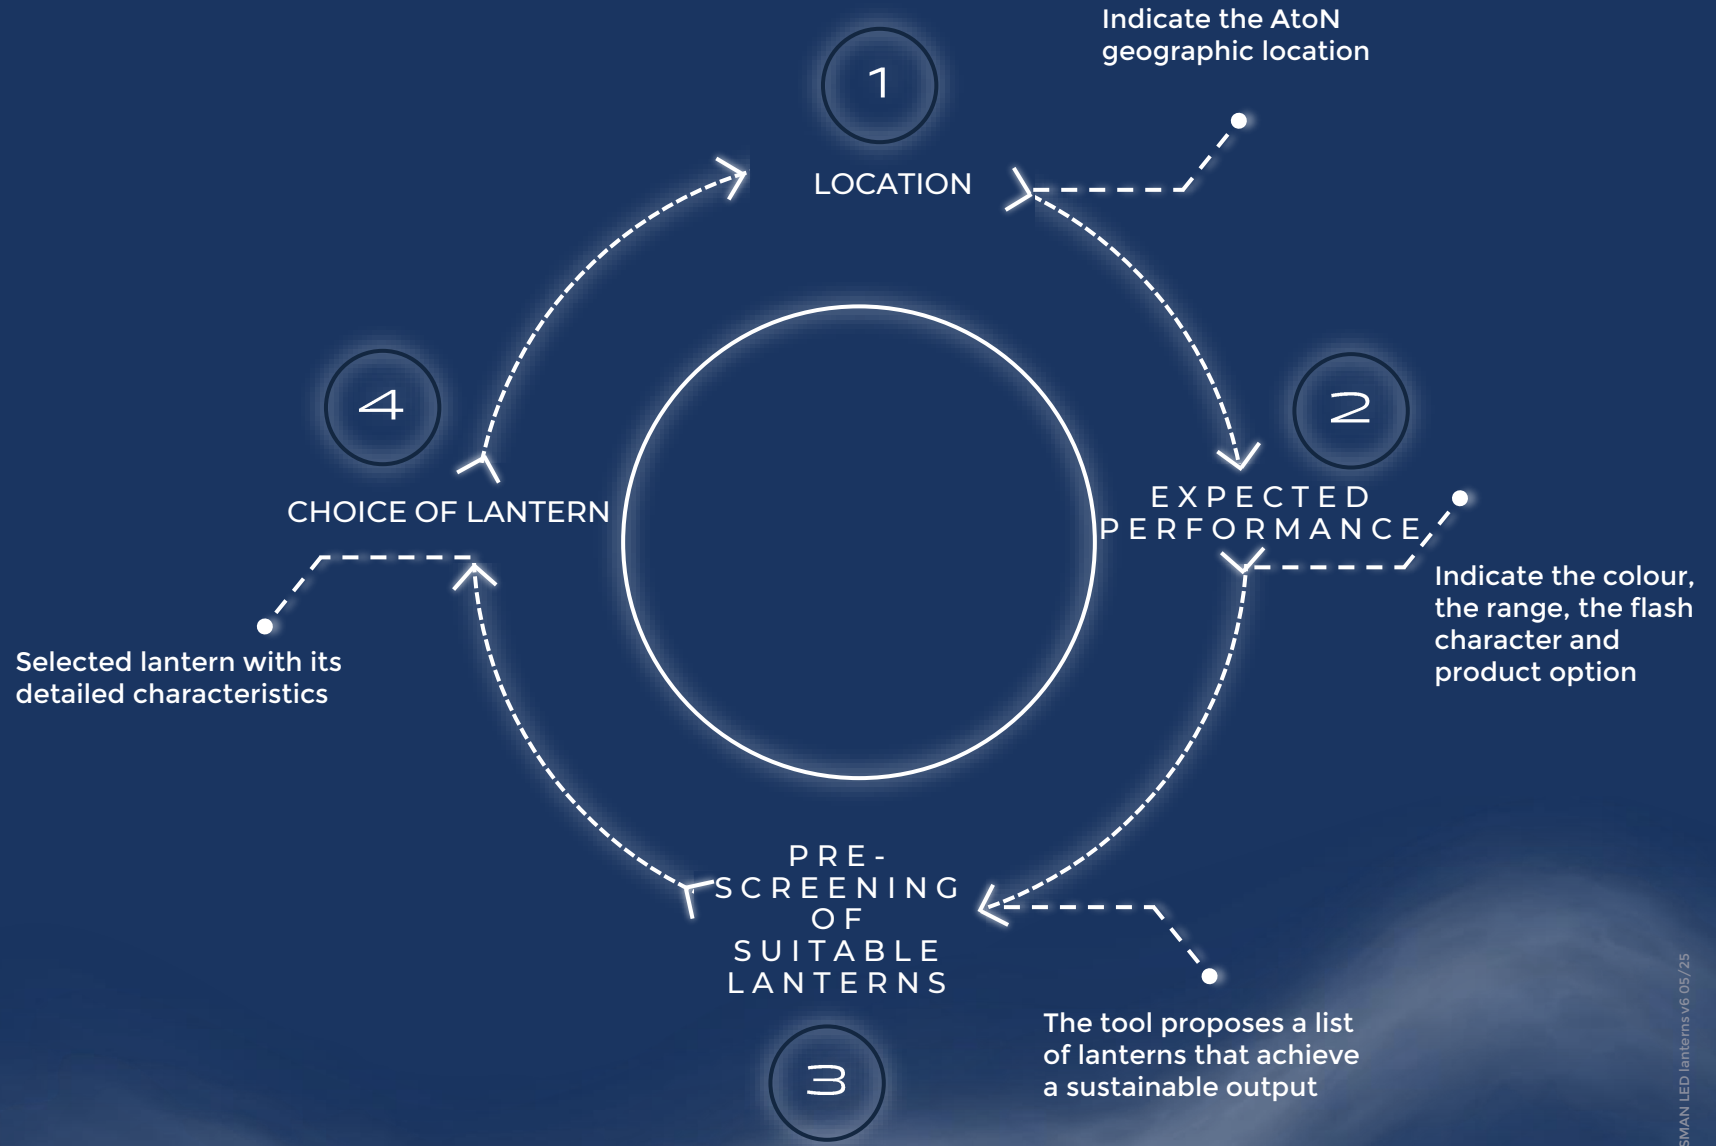 1
LOCATION
Indicate the AtoN
geographic location
2
EXPECTED
PERFORMANCE
Indicate the colour,
the range, the flash
character and
product option
PRE-
SCREENING
OF
SUITABLE
LANTERNS
3
The tool proposes a list
of lanterns that achieve
a sustainable output
4
CHOICE OF LANTERN
Selected lantern with its
detailed characteristics
SMAN LED lanterns v6 05/25